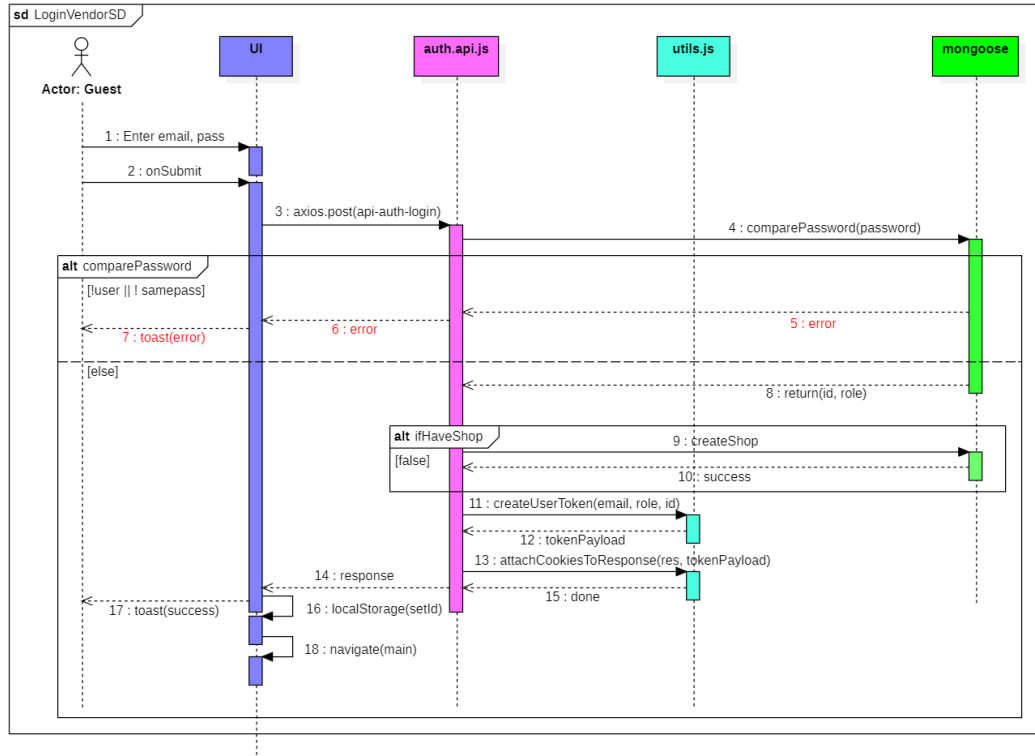 sd LoginVendorSD
Actor: Guest
UI
auth.api.js
utils.js
mongoose
1 : Enter email, pass
2 : onSubmit
3 : axios.post(api-auth-login)
4 : comparePassword(password)
alt comparePassword
[!user || ! samepass]
5 : error
6 : error
7 : toast(error)
[else]
8 : return(id, role)
alt ifHaveShop
9 : createShop
[false]
10 : success
11 : createUserToken(email, role, id)
12 : tokenPayload
13 : attachCookiesToResponse(res, tokenPayload)
14 : response
15 : done
16 : localStorage(setId)
17 : toast(success)
18 : navigate(main)